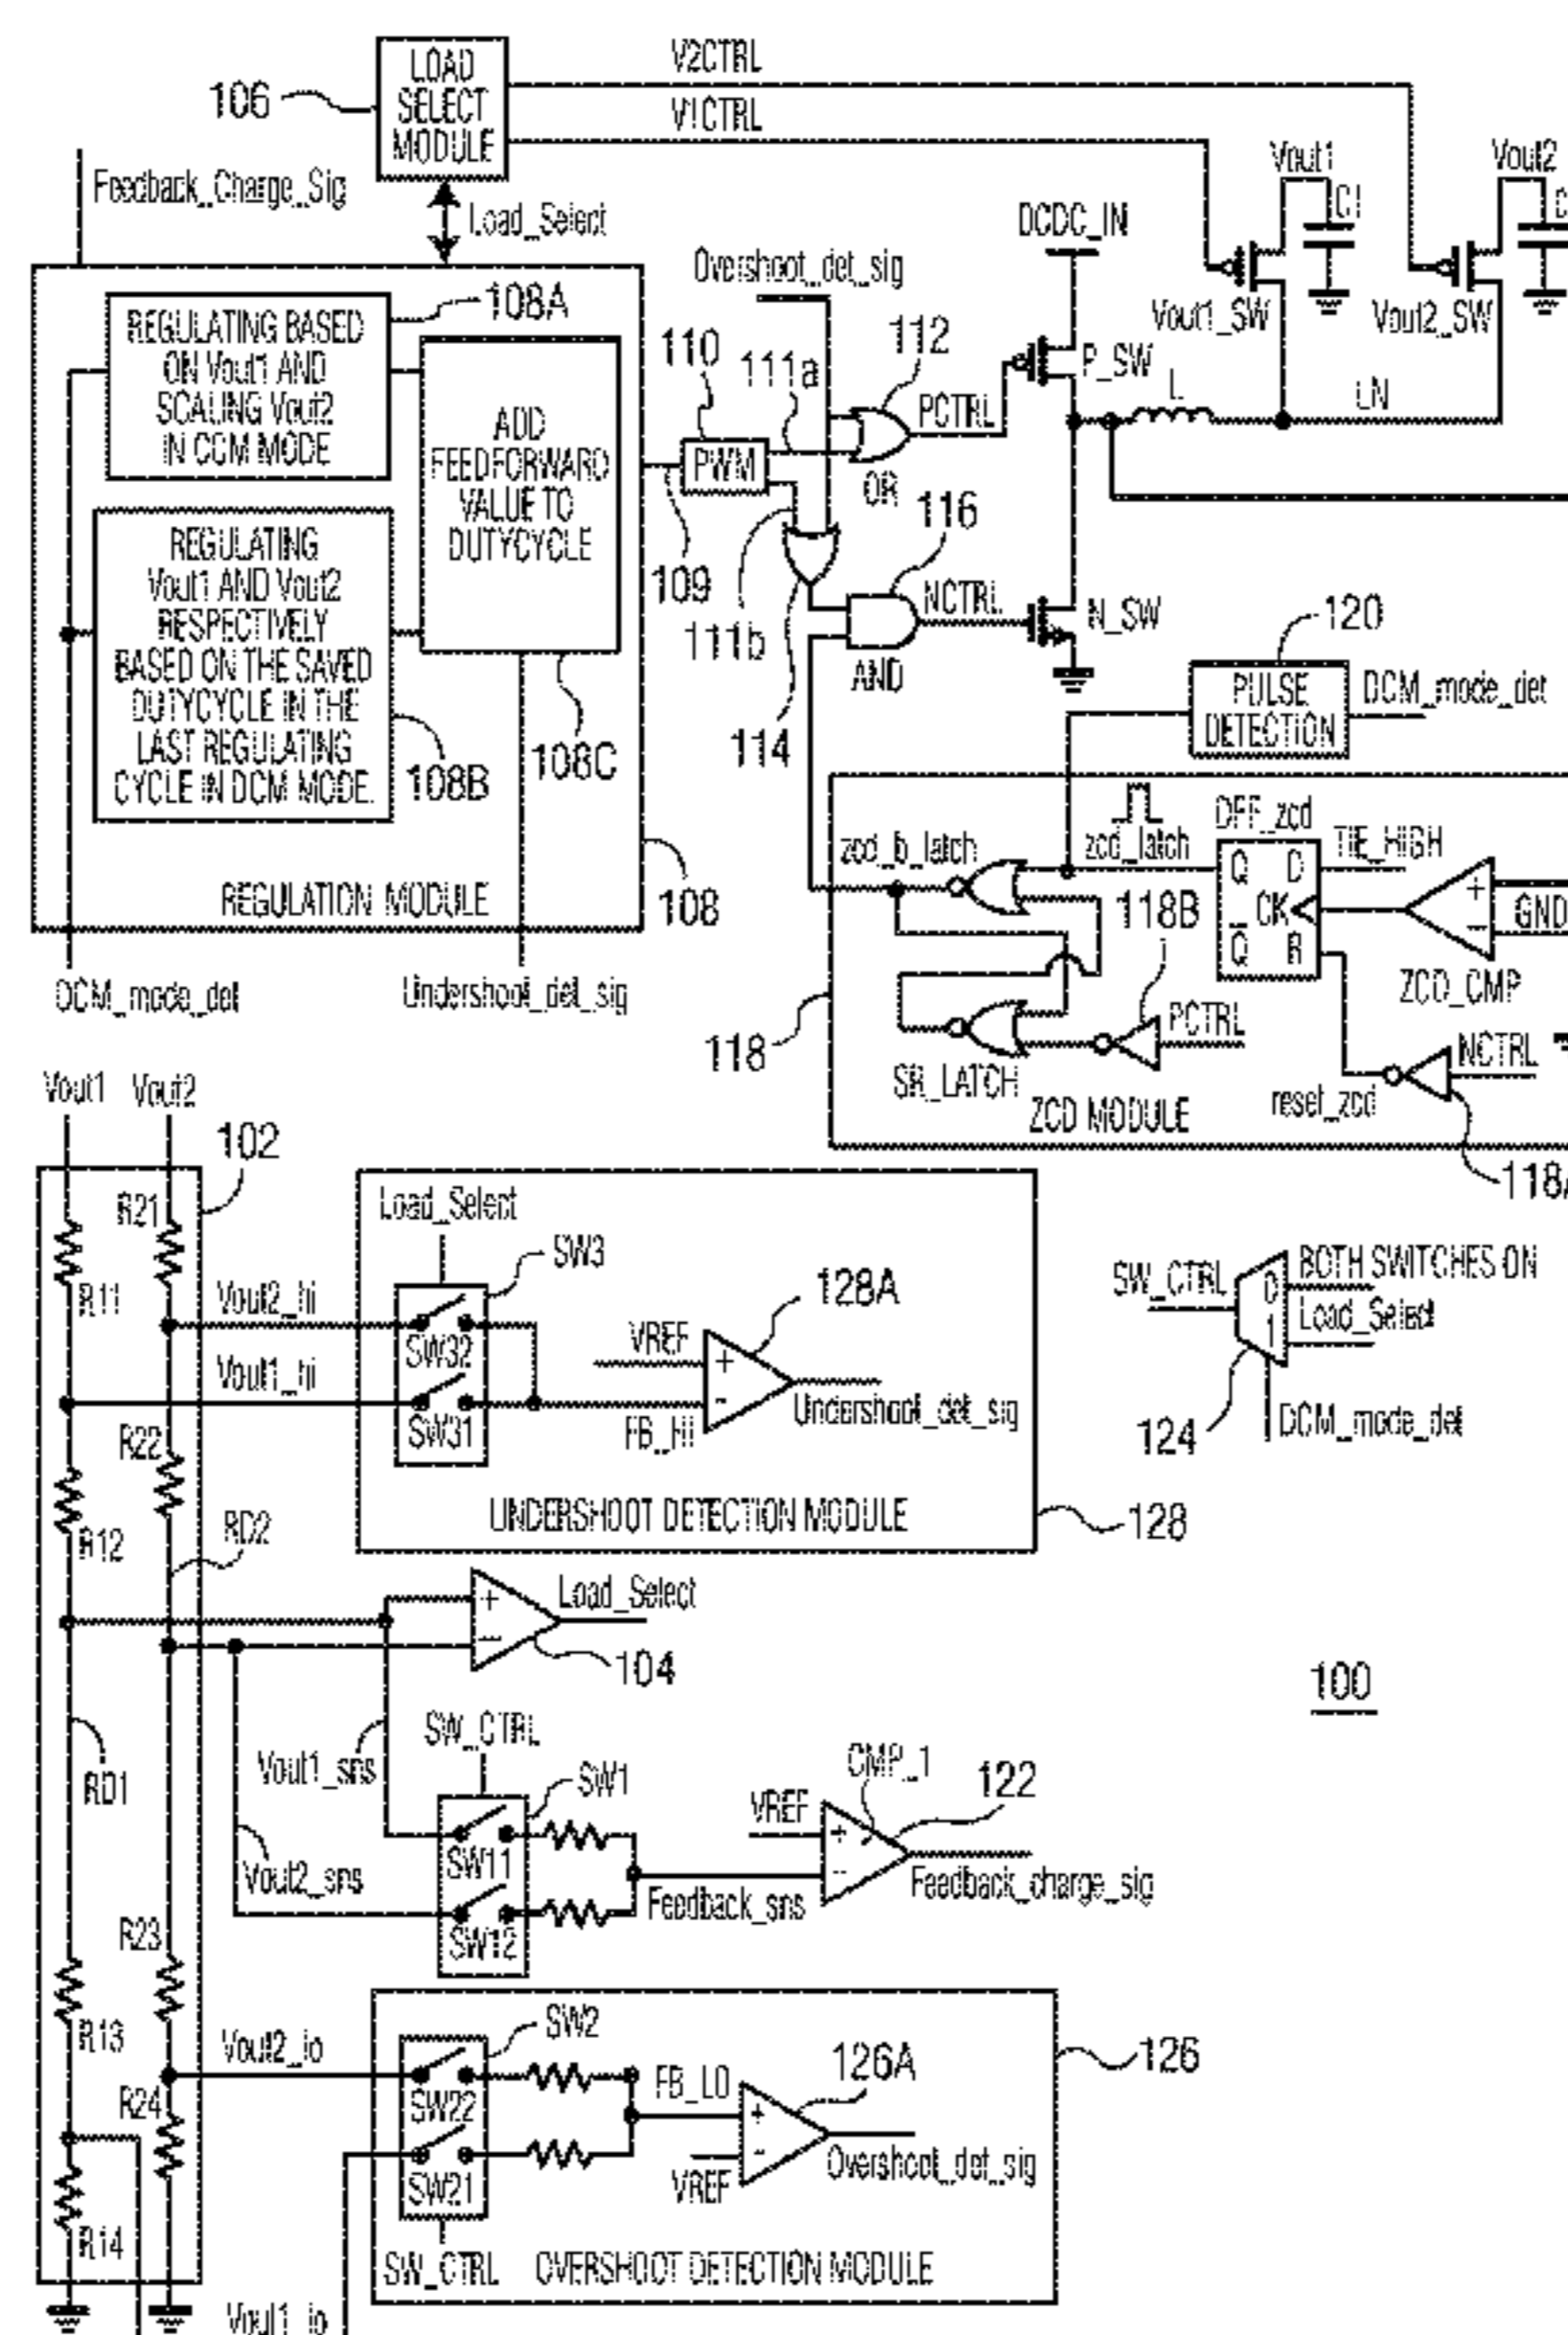 106
LOAD
SELECT
MODULE
V2CTRL
V1CTRL
Feedback_Charge_Sig
Load_Select
Vout1
C1
Vout2
DCDC_IN
Overshoot_det_sig
Vout1_SW
Vout2_SW
108A
REGULATING BASED
ON Vout1 AND
SCALING Vout2
IN CCM MODE
ADD
FEEDFORWARD
VALUE TO
DUTYCYCLE
110
111a
112
PWM
OR
PCTRL
P_SW
L
LN
REGULATING
Vout1 AND Vout2
RESPECTIVELY
BASED ON THE SAVED
DUTYCYCLE IN THE
LAST REGULATING
CYCLE IN DCM MODE.
108B
108C
109
111b
114
116
NCTRL
AND
N_SW
120
PULSE
DETECTION
DCM_mode_det
REGULATION MODULE
108
DCM_mode_det
Undershoot_det_sig
zcd_b_latch
zcd_latch
DFF_zcd
TIE_HIGH
Q
D
CK
Q
R
+
−
GND
ZCD_CMP
118B
PCTRL
118
SR_LATCH
ZCD MODULE
reset_zcd
NCTRL
Vout1
Vout2
102
R21
R11
Vout2_hi
Vout1_hi
R22
R12
RD2
Load_Select
SW3
SW32
SW31
VREF
FB_HI
+
-
128A
Undershoot_det_sig
UNDERSHOOT DETECTION MODULE
128
SW_CTRL
0
1
BOTH SWITCHES ON
Load_Select
124
DCM_mode_det
+
−
Load_Select
104
100
RD1
Vout1_sns
Vout2_sns
SW_CTRL
SW1
SW11
SW12
VREF
Feedback_sns
CMP_1
122
+
-
Feedback_charge_sig
R23
R13
R24
R14
Vout2_lo
SW2
SW22
SW21
FB_LO
VREF
+
-
126A
Overshoot_det_sig
126
SW_CTRL
OVERSHOOT DETECTION MODULE
Vout1_lo